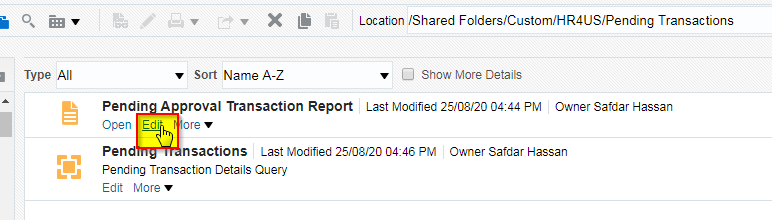 Location /Shared Folders/Custom/HR4US/Pending Transactions
Type All Sort Name A-Z Show More Details
Pending Approval Transaction Report Last Modified 25/08/20 04:44 PM Owner Safdar Hassan
Open Edit More
Pending Transactions Last Modified 25/08/20 04:46 PM Owner Safdar Hassan
Pending Transaction Details Query
Edit More